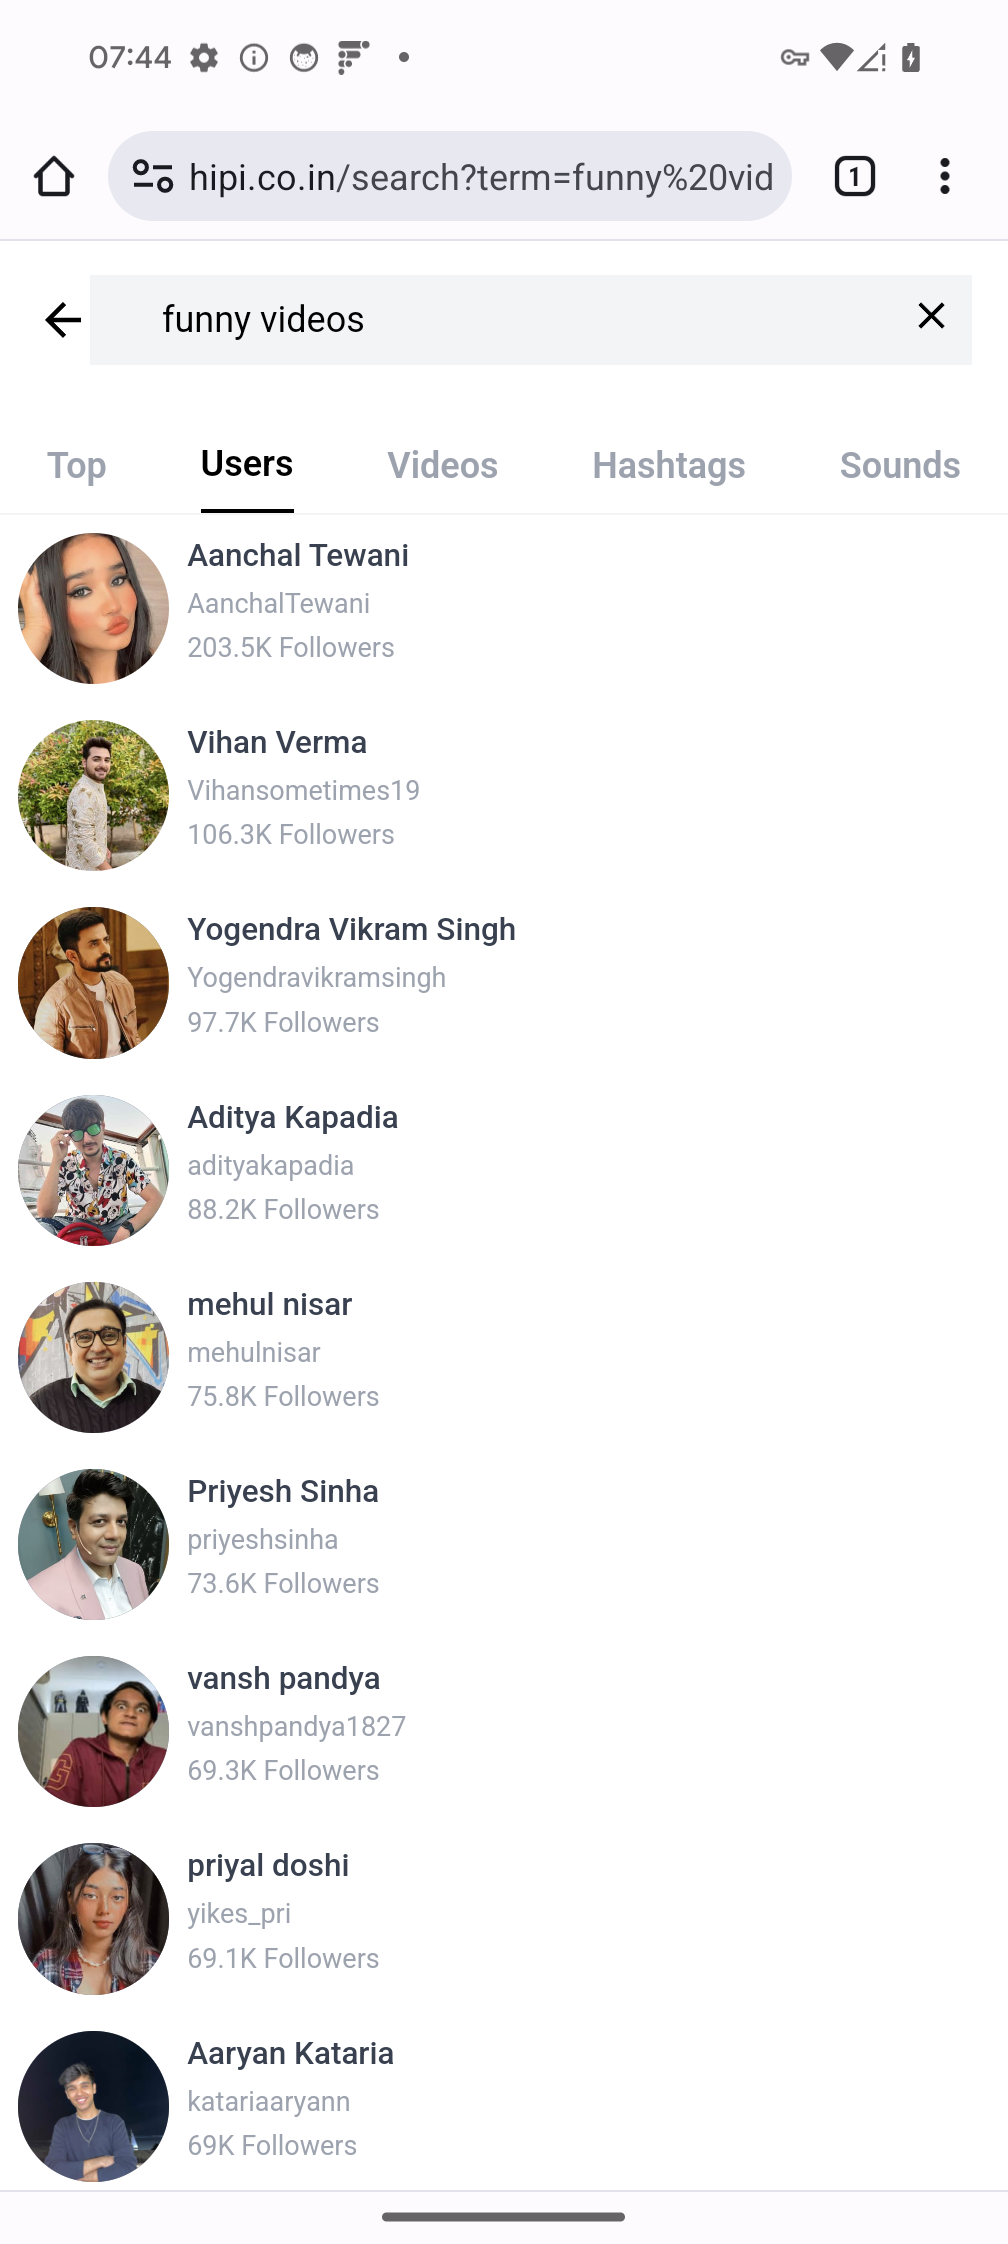 07:44
hipi.co.in/search?term=funny%20vid
1
funny videos
Top Users Videos Hashtags Sounds
Aanchal Tewani
AanchalTewani
203.5K Followers
Vihan Verma
Vihansometimes19
106.3K Followers
Yogendra Vikram Singh
Yogendravikramsingh
97.7K Followers
Aditya Kapadia
adityakapadia
88.2K Followers
mehul nisar
mehulnisar
75.8K Followers
Priyesh Sinha
priyeshsinha
73.6K Followers
vansh pandya
vanshpandya1827
69.3K Followers
priyal doshi
yikes_pri
69.1K Followers
Aaryan Kataria
katariaaryann
69K Followers